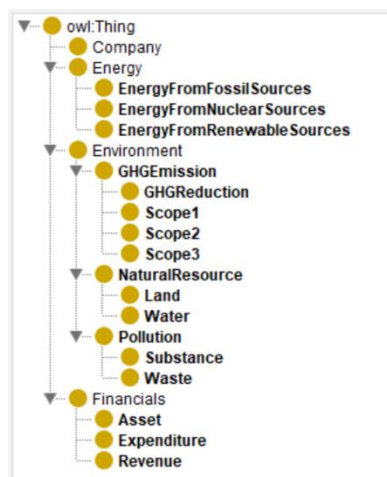 owl:Thing
Company
Energy
EnergyFromFossilSources
EnergyFromNuclearSources
EnergyFromRenewableSources
Environment
GHGEmission
GHGReduction
Scope1
Scope2
Scope3
NaturalResource
Land
Water
Pollution
Substance
Waste
Financials
Asset
Expenditure
Revenue